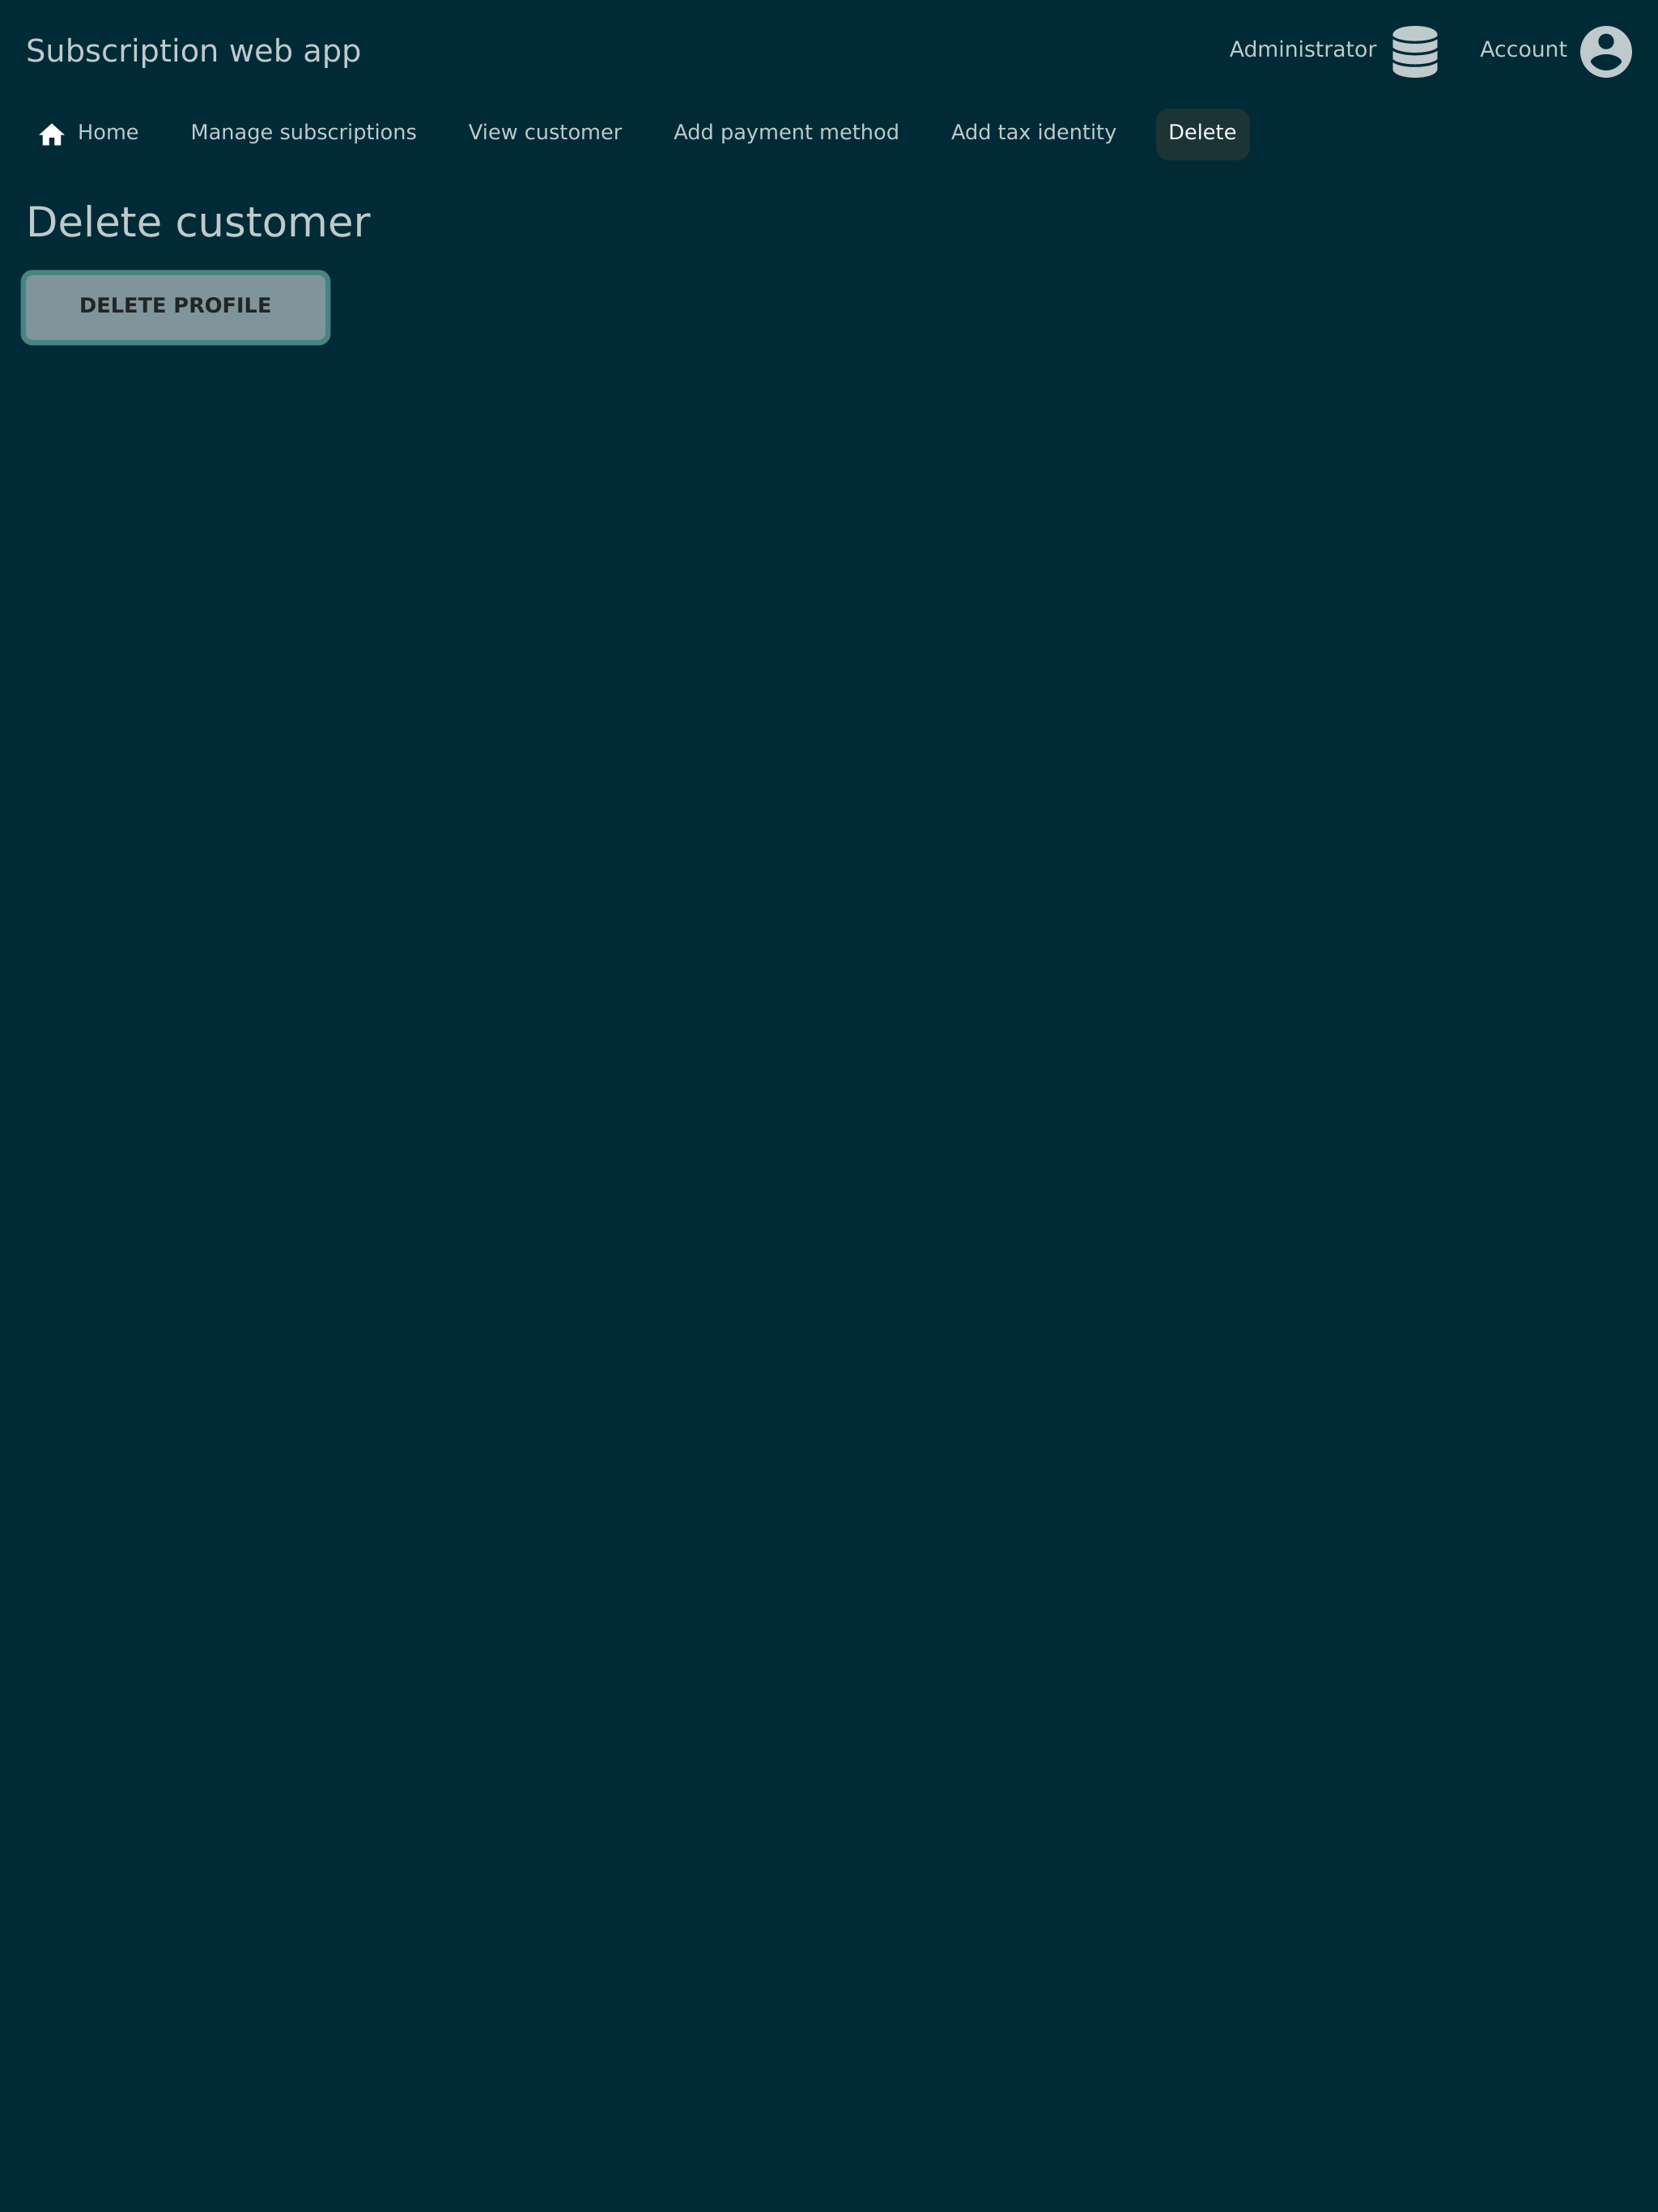 Subscription web app
Administrator
Account
Home
Manage subscriptions
View customer
Add payment method
Add tax identity
Delete
Delete customer
DELETE PROFILE